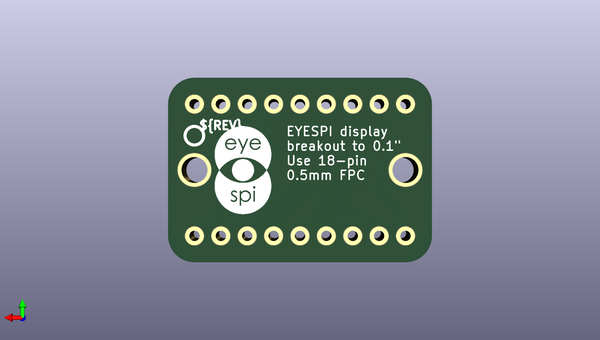 ${REV}
eye
spi
EYESPI display
breakout to 0.1"
Use 18-pin
0.5mm FPC